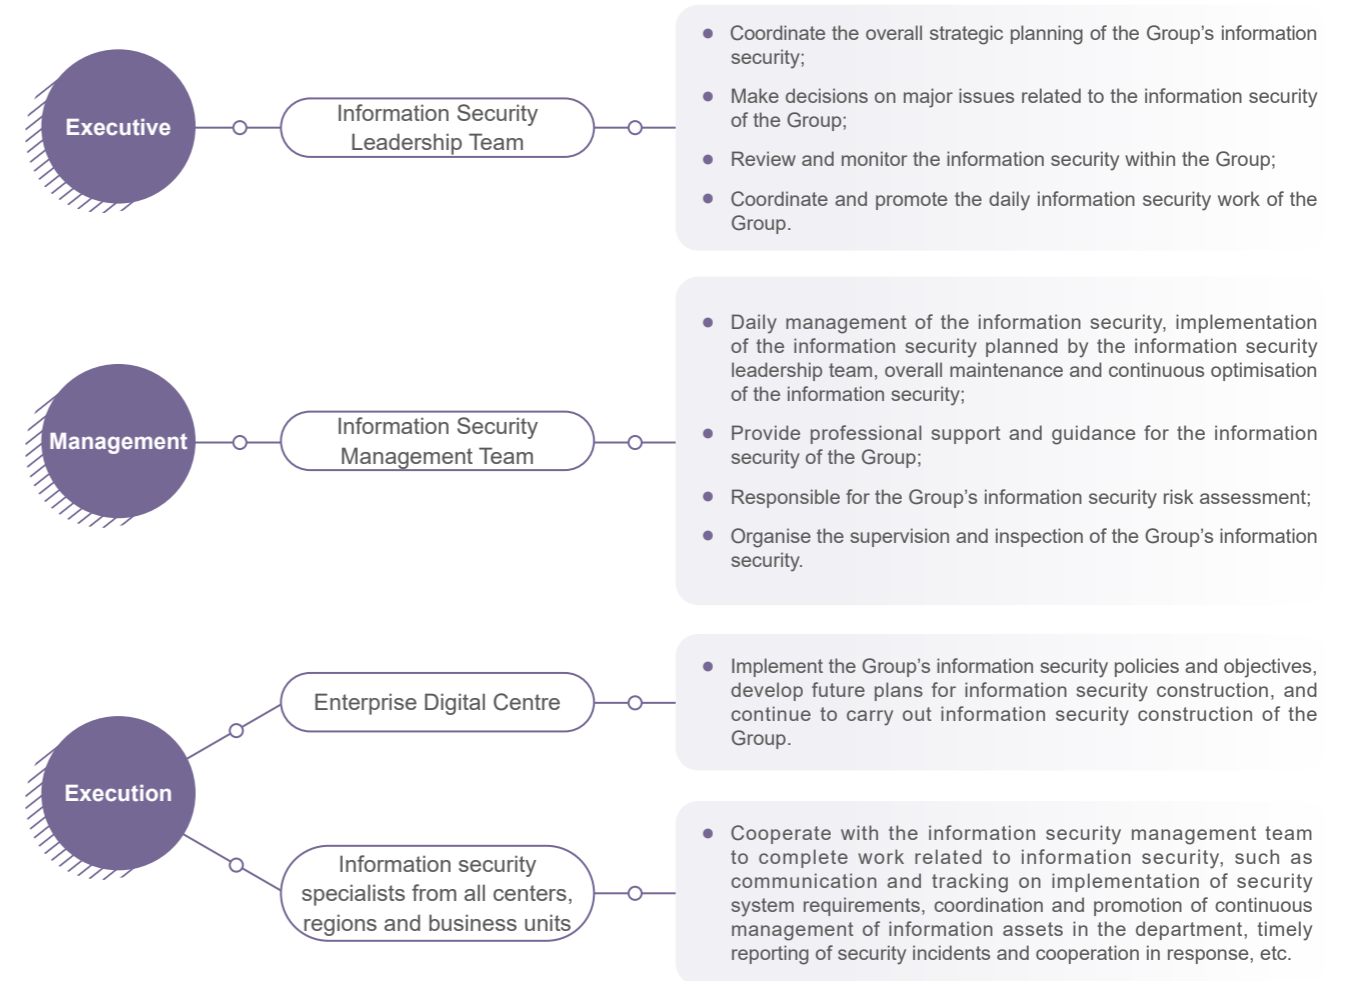 Executive
Information Security
Leadership Team
● Coordinate the overall strategic planning of the Group’s information
security;
● Make decisions on major issues related to the information security
of the Group;
● Review and monitor the information security within the Group;
● Coordinate and promote the daily information security work of the
Group.
Management
Information Security
Management Team
● Daily management of the information security, implementation
of the information security planned by the information security
leadership team, overall maintenance and continuous optimisation
of the information security;
● Provide professional support and guidance for the information
security of the Group;
● Responsible for the Group’s information security risk assessment;
● Organise the supervision and inspection of the Group’s information
security.
Execution
Enterprise Digital Centre
● Implement the Group’s information security policies and objectives,
develop future plans for information security construction, and
continue to carry out information security construction of the
Group.
Information security
specialists from all centers,
regions and business units
● Cooperate with the information security management team
to complete work related to information security, such as
communication and tracking on implementation of security
system requirements, coordination and promotion of continuous
management of information assets in the department, timely
reporting of security incidents and cooperation in response, etc.